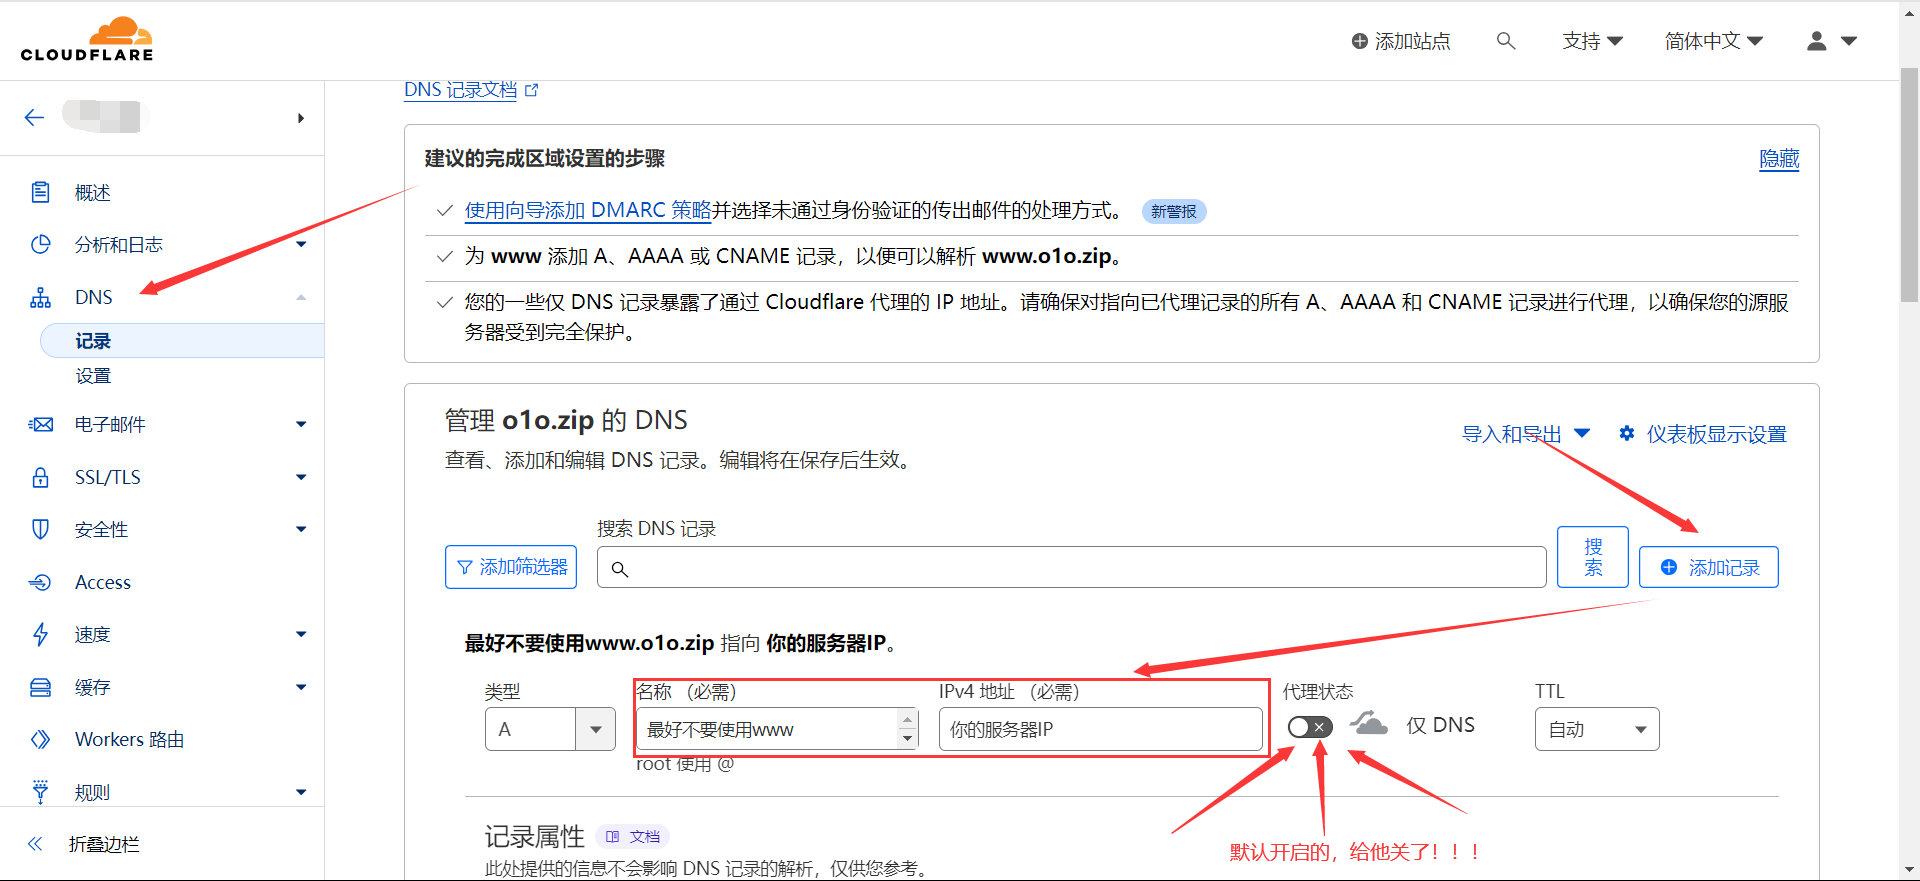 CLOUDFLARE
添加站点
支持
简体中文
概述
分析和日志
DNS
记录
设置
电子邮件
SSL/TLS
安全性
Access
速度
缓存
Workers 路由
规则
折叠边栏
DNS 记录文档
建议的完成区域设置的步骤
隐藏
使用向导添加 DMARC 策略并选择未通过身份验证的传出邮件的处理方式。 新警报
为 www 添加 A、AAAA 或 CNAME 记录，以便可以解析 www.o1o.zip。
您的一些仅 DNS 记录暴露了通过 Cloudflare 代理的 IP 地址。请确保对指向已代理记录的所有 A、AAAA 和 CNAME 记录进行代理，以确保您的源服
务器受到完全保护。
管理 o1o.zip 的 DNS
导入和导出
仪表板显示设置
查看、添加和编辑 DNS 记录。编辑将在保存后生效。
搜索 DNS 记录
添加筛选器
搜
索
添加记录
最好不要使用www.o1o.zip 指向 你的服务器IP。
类型
名称 （必需）
IPv4 地址 （必需）
代理状态
TTL
A
最好不要使用www
你的服务器IP
仅 DNS
自动
root 使用 @
记录属性 文档
默认开启的，给他关了！！！
此处提供的信息不会影响 DNS 记录的解析，仅供您参考。